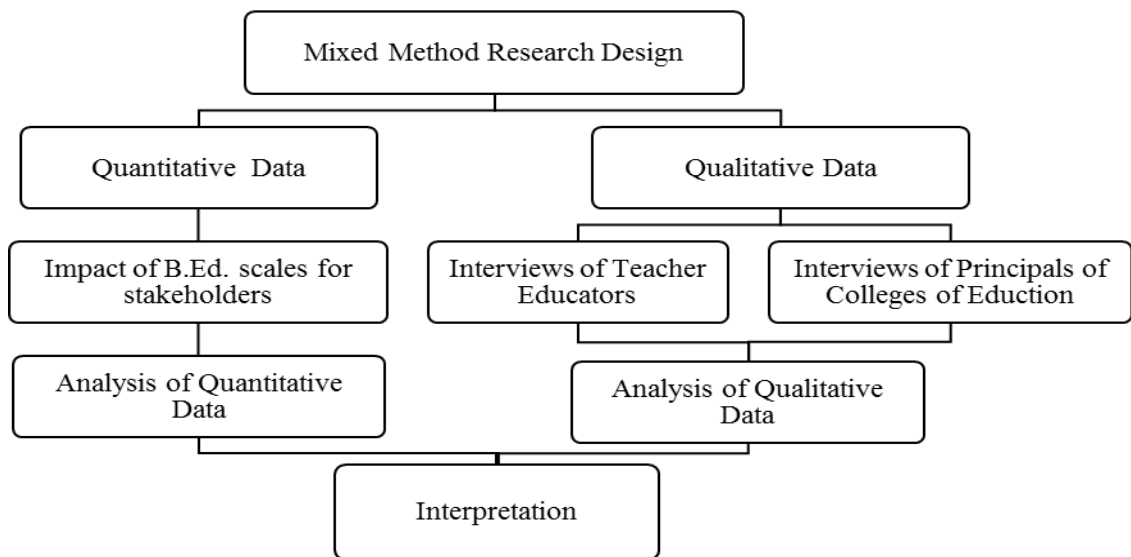 Mixed Method Research Design
Quantitative Data
Qualitative Data
Impact of B.Ed. scales for
stakeholders
Interviews of Teacher
Educators
Interviews of Principals of
Colleges of Eduction
Analysis of Quantitative
Data
Analysis of Qualitative
Data
Interpretation